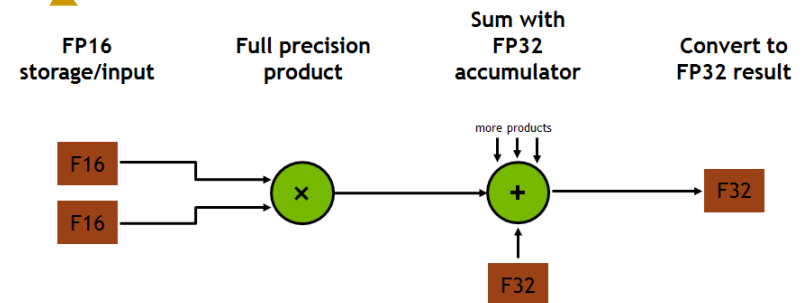 FP16
storage/input
Full precision
product
Sum with
FP32
accumulator
Convert to
FP32 result
more products
F16
F16
×
+
F32
F32